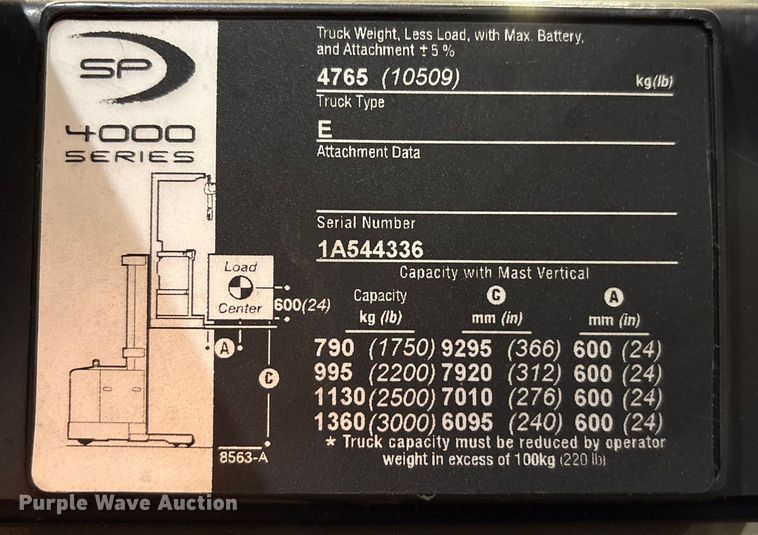 SP
4000
SERIES
Truck Weight, Less Load, with Max. Battery,
and Attachment ± 5 %
4765 (10509) kg(lb)
Truck Type
E
Attachment Data
Serial Number
1A544336
Capacity with Mast Vertical
Capacity C A
kg (lb) mm (in) mm (in)
790 (1750) 9295 (366) 600 (24)
995 (2200) 7920 (312) 600 (24)
1130 (2500) 7010 (276) 600 (24)
1360 (3000) 6095 (240) 600 (24)
* Truck capacity must be reduced by operator
weight in excess of 100kg (220 lb)
Load
Center
600(24)
A
C
8563-A
Purple Wave Auction